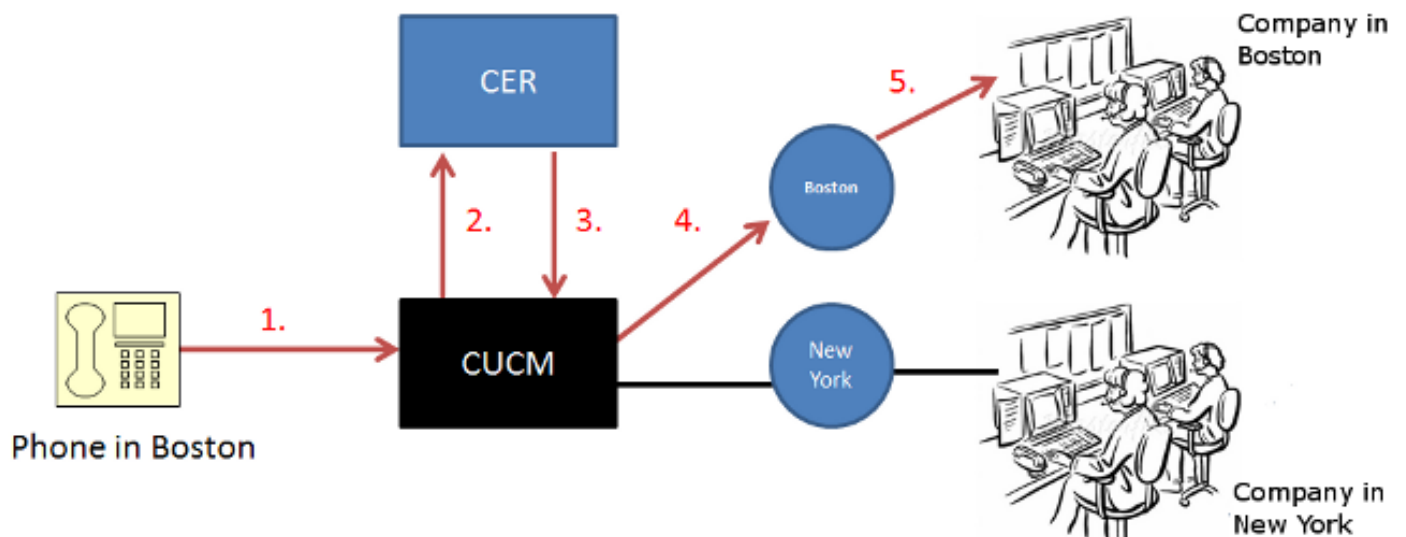 CER
5.
Company in
Boston
Boston
2.
3.
4.
1.
CUCM
New
York
Phone in Boston
Company in
New York